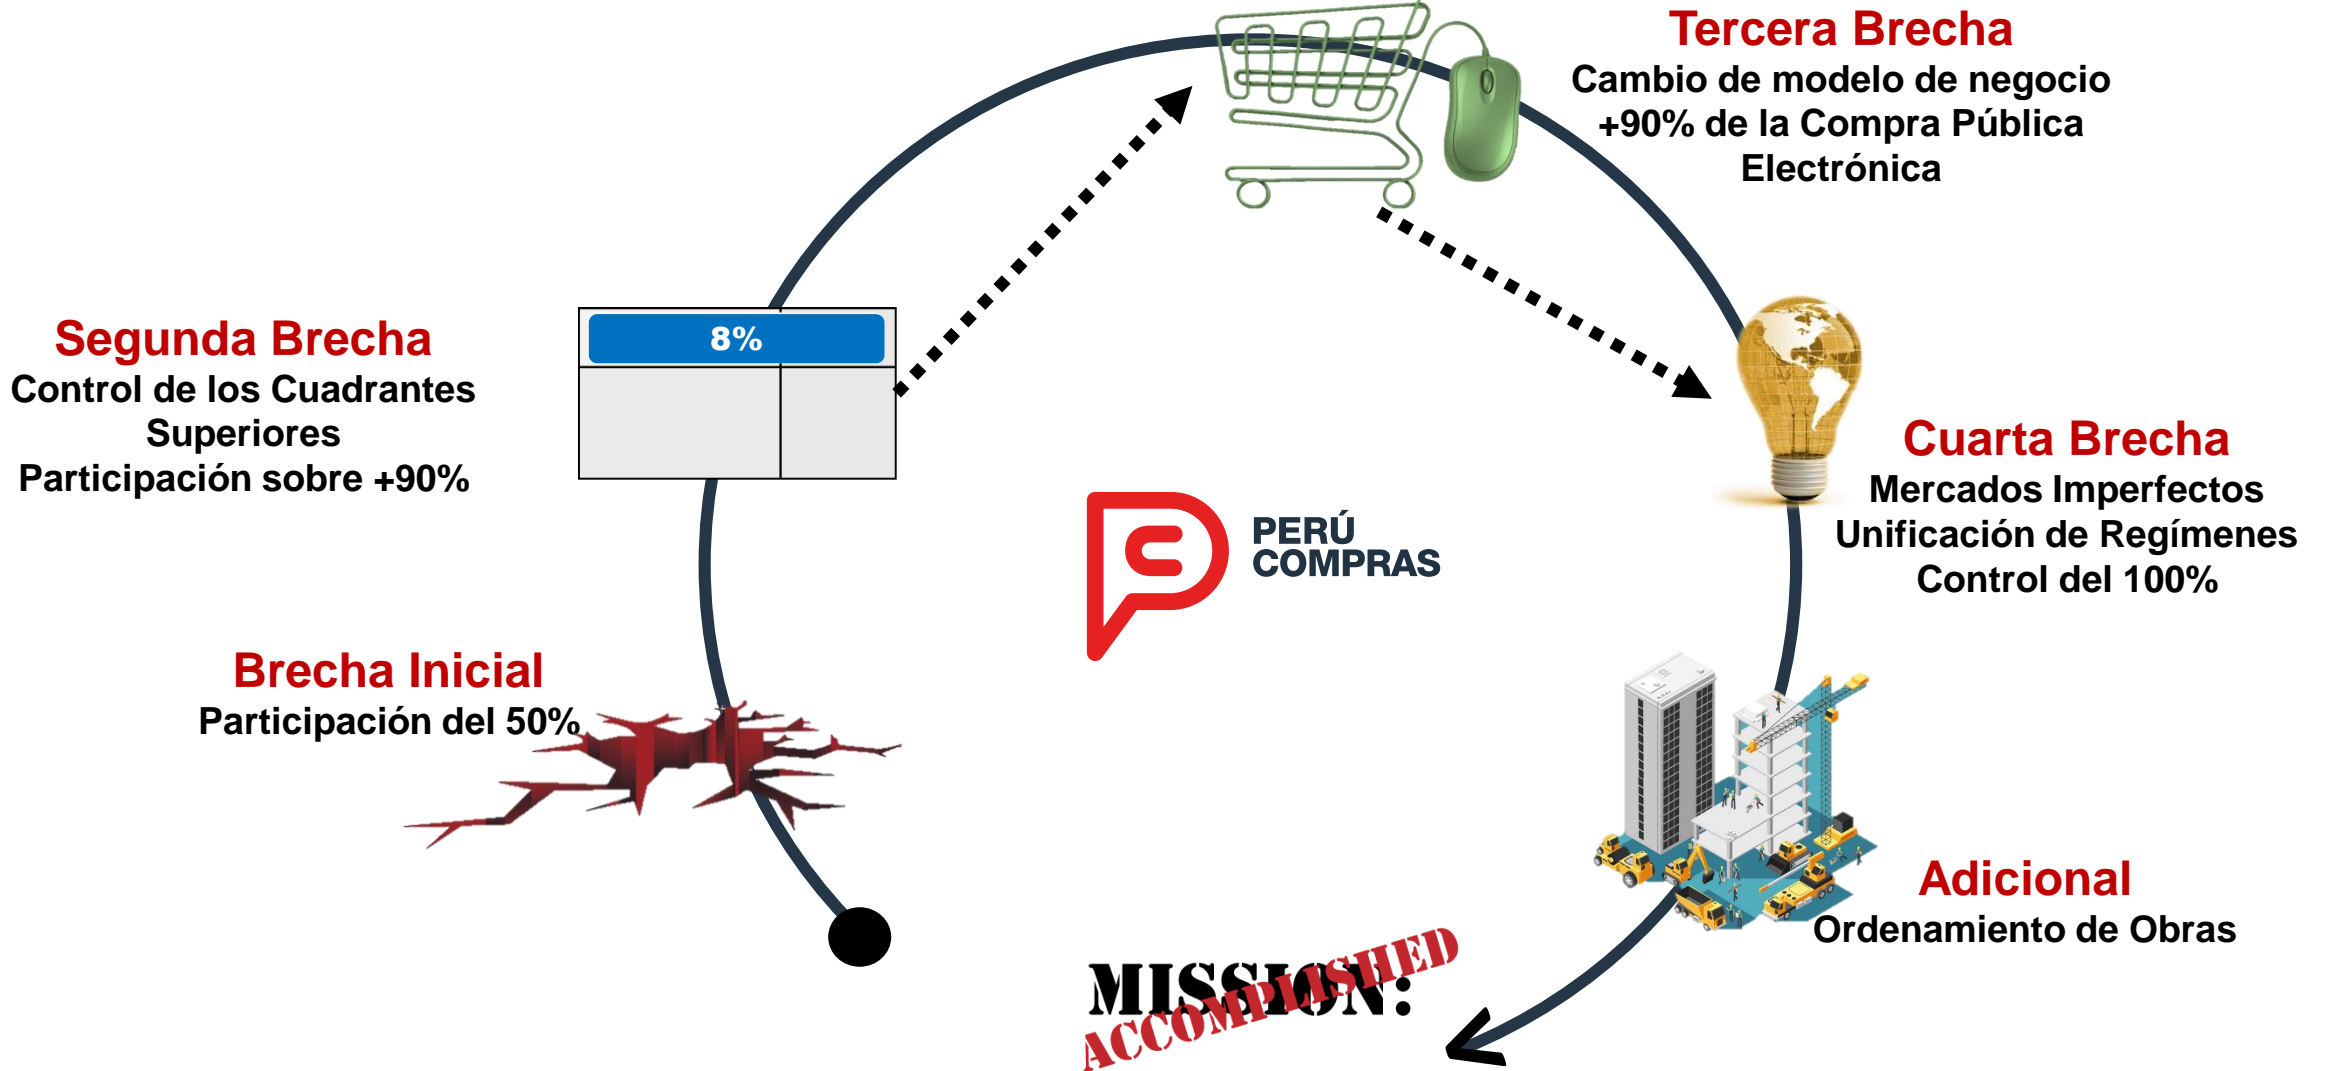 Tercera Brecha
Cambio de modelo de negocio
+90% de la Compra Pública
Electrónica
Segunda Brecha
Control de los Cuadrantes
Superiores
Participación sobre +90%
8%
Cuarta Brecha
Mercados Imperfectos
Unificación de Regímenes
Control del 100%
PERÚ
COMPRAS
Brecha Inicial
Participación del 50%
Adicional
Ordenamiento de Obras
MISSION:
ACCOMPLISHED